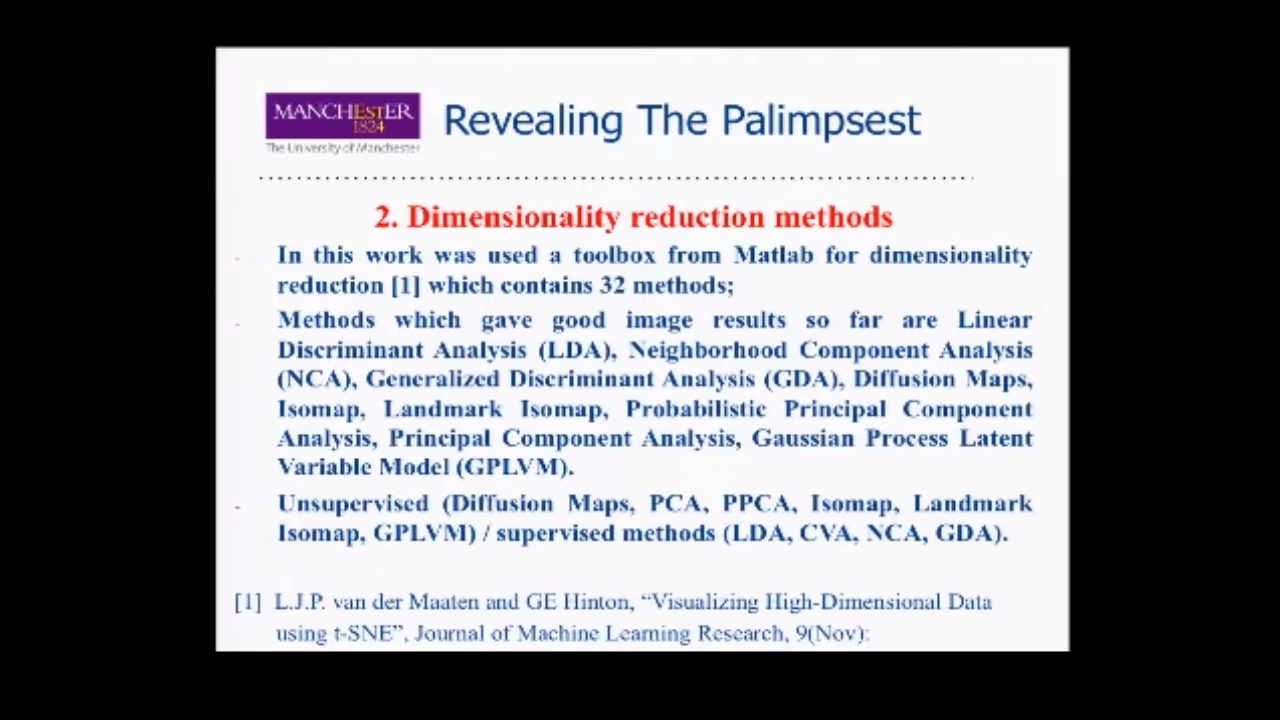 MANCHESTER
1824
The University of Manchester
Revealing The Palimpsest
2. Dimensionality reduction methods
- In this work was used a toolbox from Matlab for dimensionality
reduction [1] which contains 32 methods;
- Methods which gave good image results so far are Linear
Discriminant Analysis (LDA), Neighborhood Component Analysis
(NCA), Generalized Discriminant Analysis (GDA), Diffusion Maps,
Isomap, Landmark Isomap, Probabilistic Principal Component
Analysis, Principal Component Analysis, Gaussian Process Latent
Variable Model (GPLVM).
- Unsupervised (Diffusion Maps, PCA, PPCA, Isomap, Landmark
Isomap, GPLVM) / supervised methods (LDA, CVA, NCA, GDA).
[1] L.J.P. van der Maaten and GE Hinton, “Visualizing High-Dimensional Data
using t-SNE”, Journal of Machine Learning Research, 9(Nov):